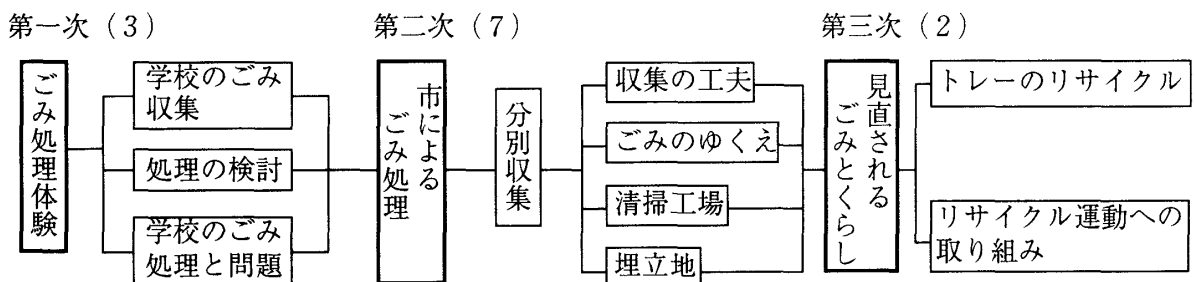 第一次（3）
ごみ処理体験
学校のごみ
収集
処理の検討
学校のごみ
処理と問題
第二次（7）
市による
ごみ処理
分別収集
収集の工夫
ごみのゆくえ
清掃工場
埋立地
第三次（2）
見直される
ごみとくらし
トレーのリサイクル
リサイクル運動への
取り組み